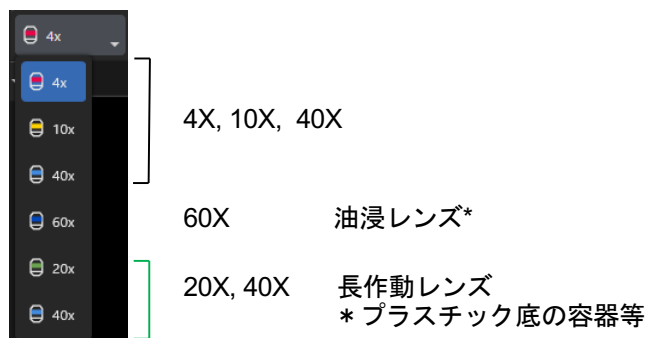 4x
4x
10x
40x
4X, 10X, 40X
60x
60X 油浸レンズ*
20x
20X, 40X 長作動レンズ
40x
＊プラスチック底の容器等